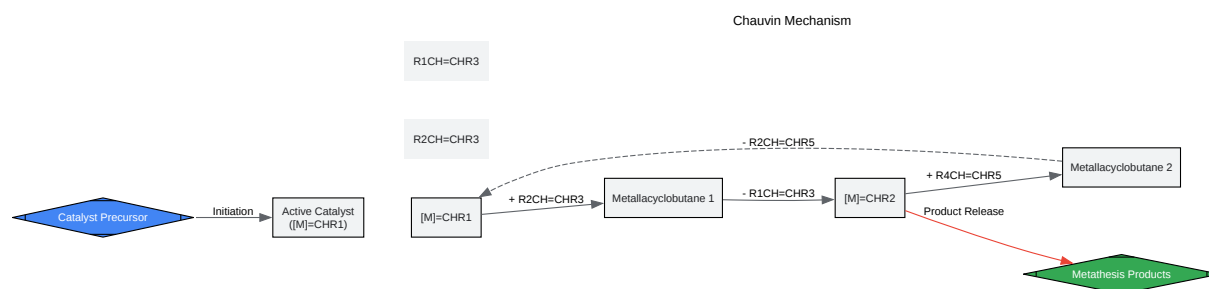 Chauvin Mechanism
R1CH=CHR3
R2CH=CHR3
- R2CH=CHR5
Catalyst Precursor
Initiation
Active Catalyst
([M]=CHR1)
[M]=CHR1
+ R2CH=CHR3
Metallacyclobutane 1
- R1CH=CHR3
[M]=CHR2
+ R4CH=CHR5
Metallacyclobutane 2
Product Release
Metathesis Products